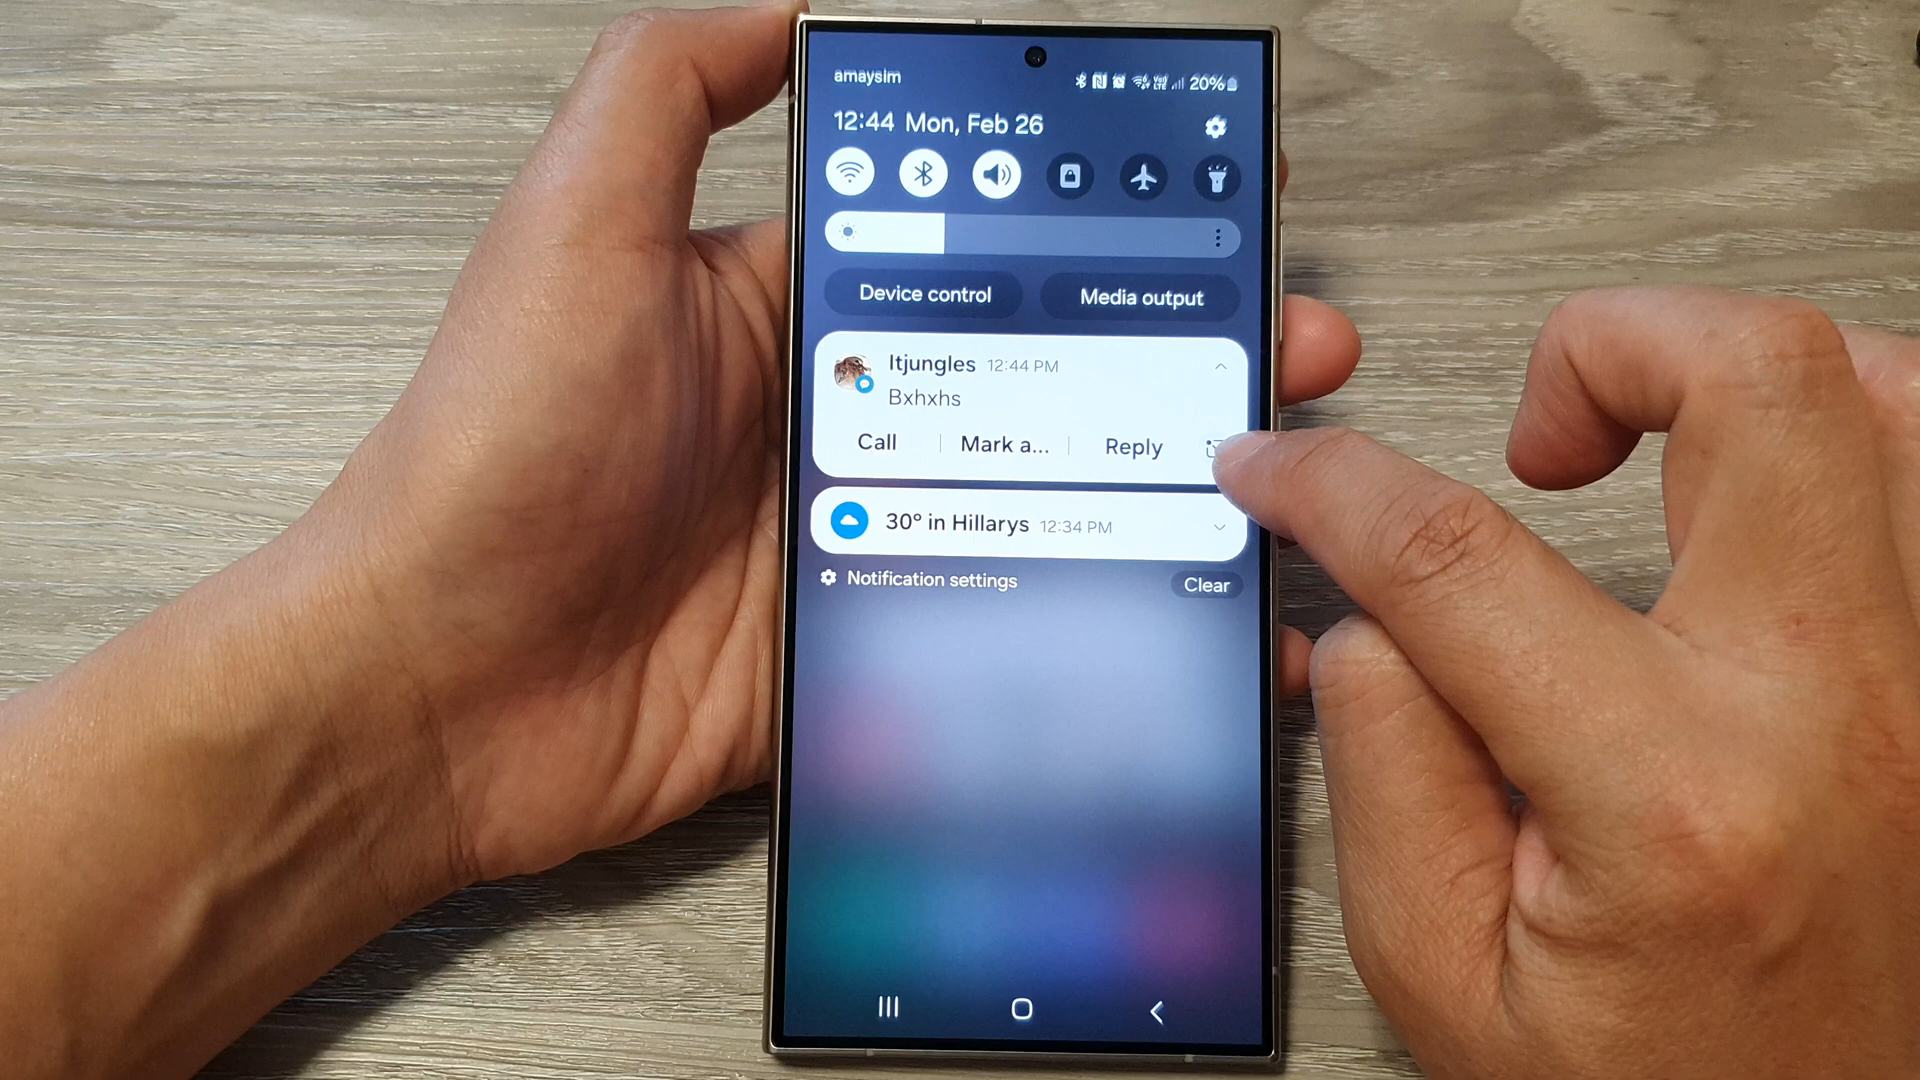 amaysim
20%
12:44 Mon, Feb 26
Device control
Media output
Itjungles 12:44 PM
Bxhxhs
Call
Mark a...
Reply
30° in Hillarys 12:34 PM
Notification settings
Clear